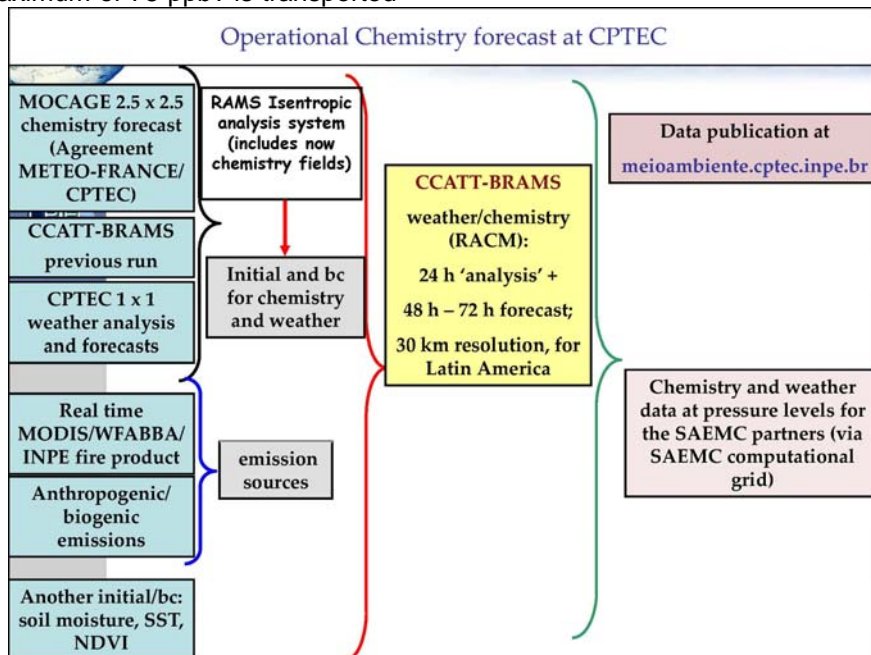 Operational Chemistry forecast at CPTEC
MOCAGE 2.5 x 2.5
chemistry forecast
(Agreement
METEO-FRANCE/
CPTEC)
CCATT-BRAMS
previous run
CPTEC 1 x 1
weather analysis
and forecasts
Real time
MODIS/WFABBA/
INPE fire product
Anthropogenic/
biogenic
emissions
Another initial/bc:
soil moisture, SST,
NDVI
RAMS Isentropic
analysis system
(includes now
chemistry fields)
Initial and bc
for chemistry
and weather
emission
sources
CCATT-BRAMS
weather/chemistry
(RACM):
24 h ‘analysis’ +
48 h – 72 h forecast;
30 km resolution, for
Latin America
Data publication at
meioambiente.cptec.inpe.br
Chemistry and weather
data at pressure levels for
the SAEMC partners (via
SAEMC computational
grid)